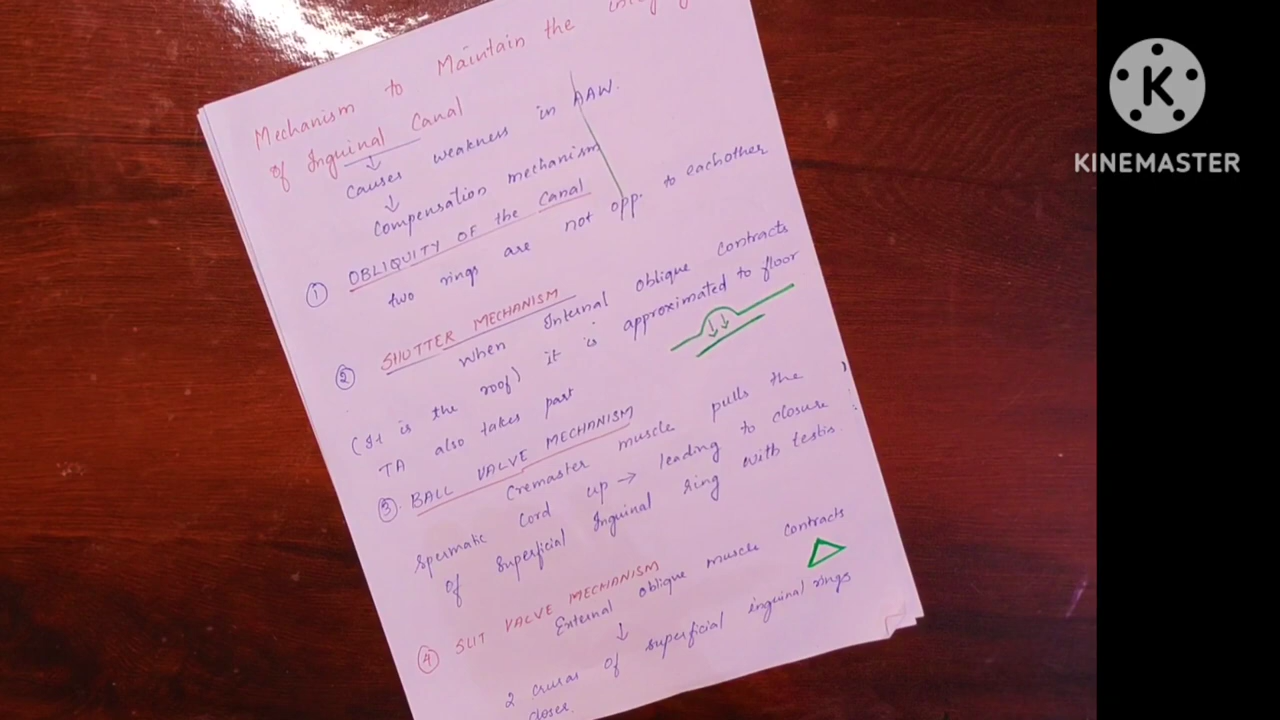 Mechanism to Maintain the
of Inguinal Canal
↓
causes weakness in AAW.
↓
Compensation mechanism
① OBLIQUITY OF the Canal
two rings are not opp. to eachother
② SHUTTER MECHANISM
When Internal oblique contracts
(It is the roof) it is approximated to floor
TA also takes part
③. BALL VALVE MECHANISM
Cremaster muscle pulls the
spermatic cord up → leading to closure
of superficial Inguinal ring with testis.
④ SLIT VALVE MECHANISM
External oblique muscle contracts
↓
2 cruras of superficial inguinal rings
closes.
K
KINEMASTER